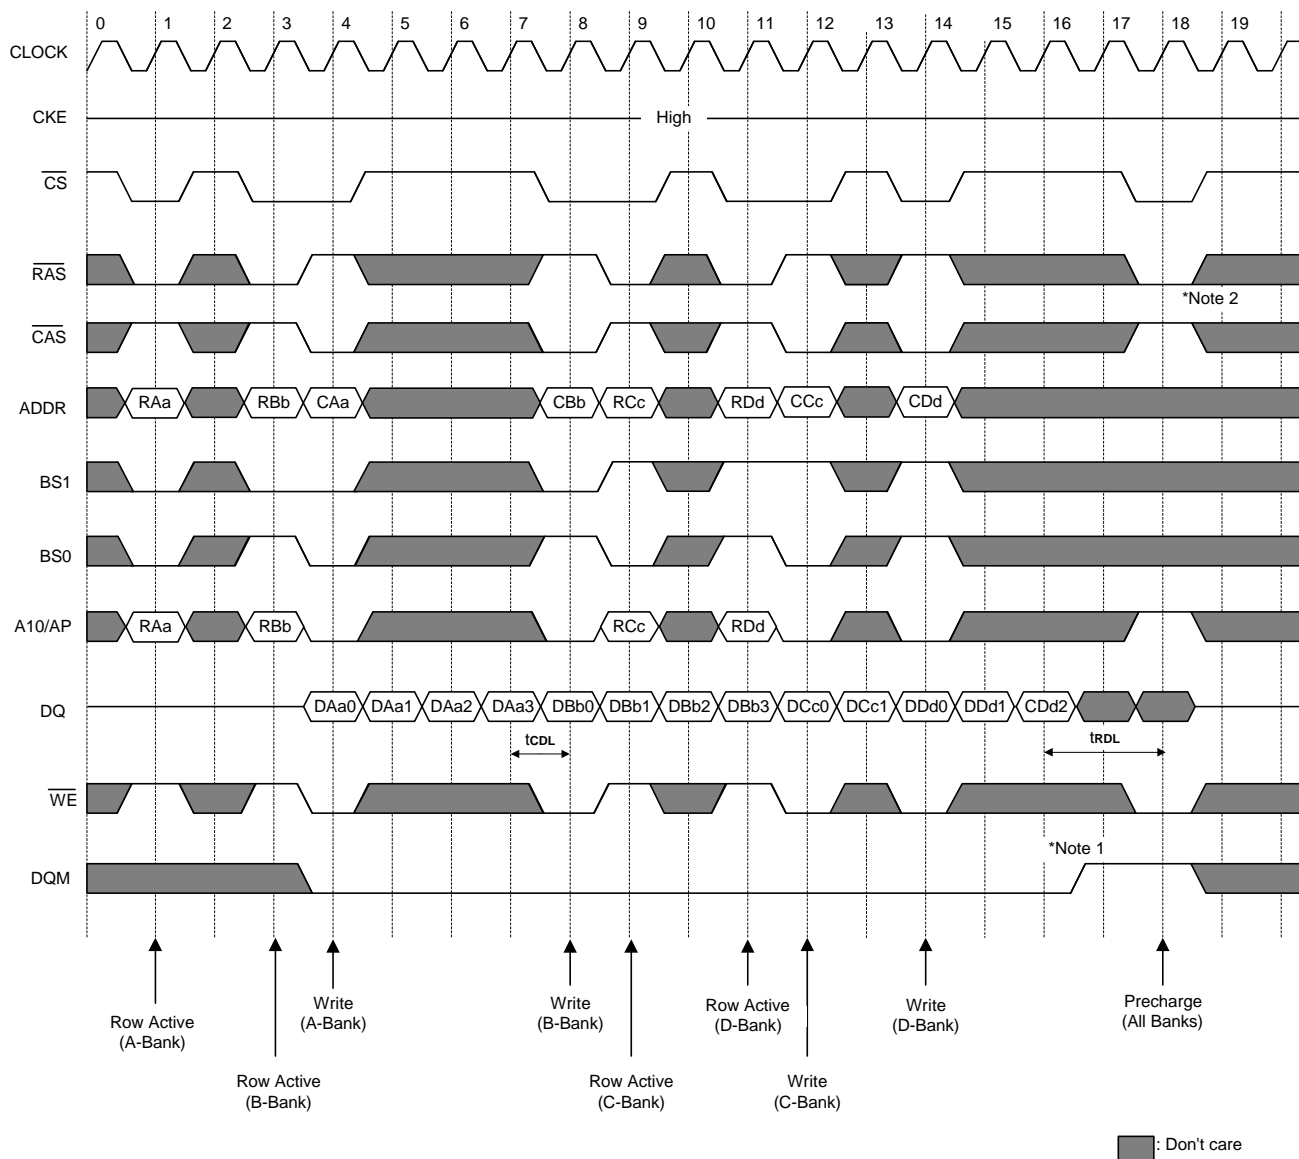 0 1 2 3 4 5 6 7 8 9 10 11 12 13 14 15 16 17 18 19
CLOCK
CKE High
CS
RAS
*Note 2
CAS
ADDR RAa RBb CAa CBb RCc RDd CCc CDd
BS1
BS0
A10/AP RAa RBb RCc RDd
DQ DAa0 DAa1 DAa2 DAa3 DBb0 DBb1 DBb2 DBb3 DCc0 DCc1 DDd0 DDd1 CDd2
tCDL tRDL
WE
*Note 1
DQM
Write
(A-Bank)
Write
(B-Bank)
Row Active
(D-Bank)
Write
(D-Bank)
Precharge
(All Banks)
Row Active
(A-Bank)
Row Active
(B-Bank)
Row Active
(C-Bank)
Write
(C-Bank)
: Don't care